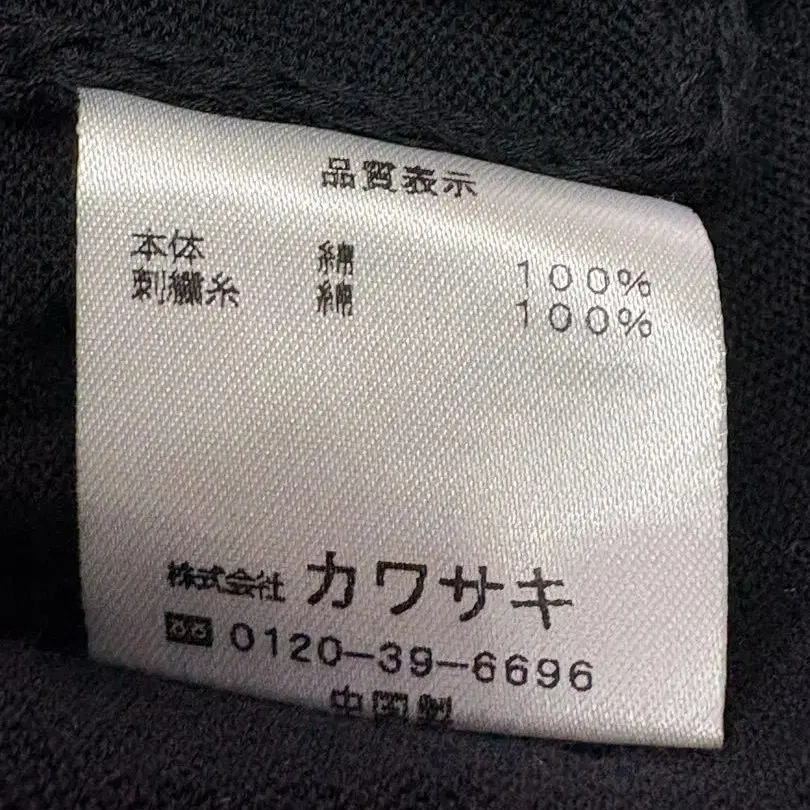 品質表示
本体 綿 100%
刺繍糸 綿 100%
株式会社 カワサキ
0120-39-6696
中国製